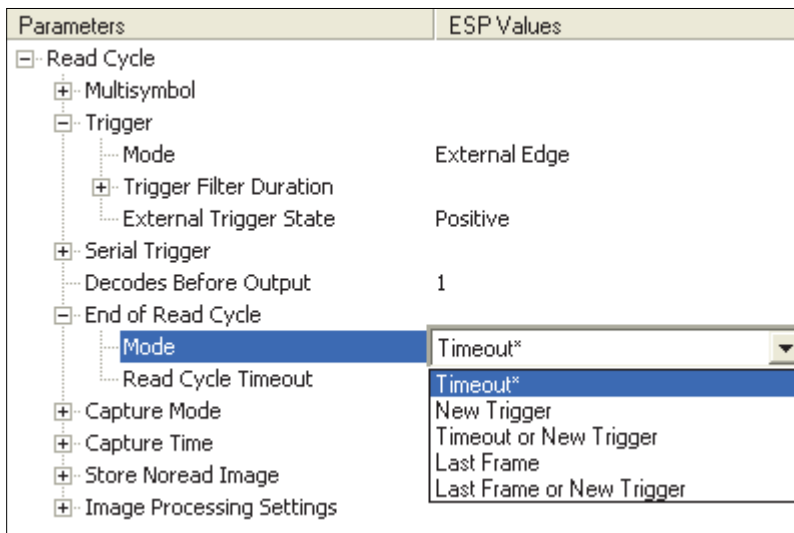 Parameters ESP Values
Read Cycle
Multisymbol
Trigger
Mode External Edge
Trigger Filter Duration
External Trigger State Positive
Serial Trigger
Decodes Before Output 1
End of Read Cycle
Mode Timeout*
Read Cycle Timeout Timeout*
Capture Mode New Trigger
Capture Time Timeout or New Trigger
Store Noread Image Last Frame
Image Processing Settings Last Frame or New Trigger